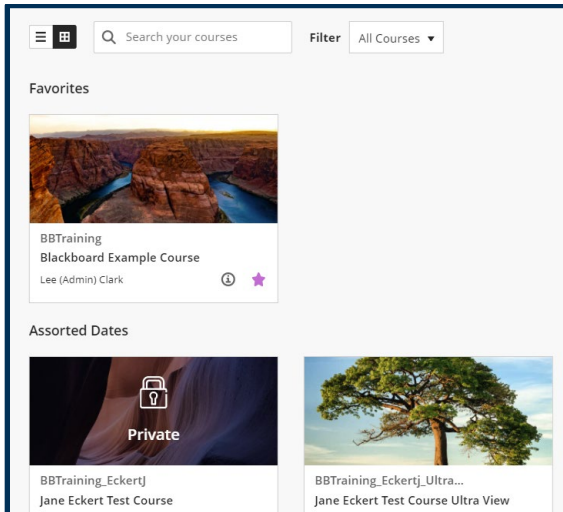 Search your courses
Filter
All Courses
Favorites
BBTraining
Blackboard Example Course
Lee (Admin) Clark
Assorted Dates
Private
BBTraining_EckertJ
Jane Eckert Test Course
BBTraining_Eckertj_Ultra...
Jane Eckert Test Course Ultra View